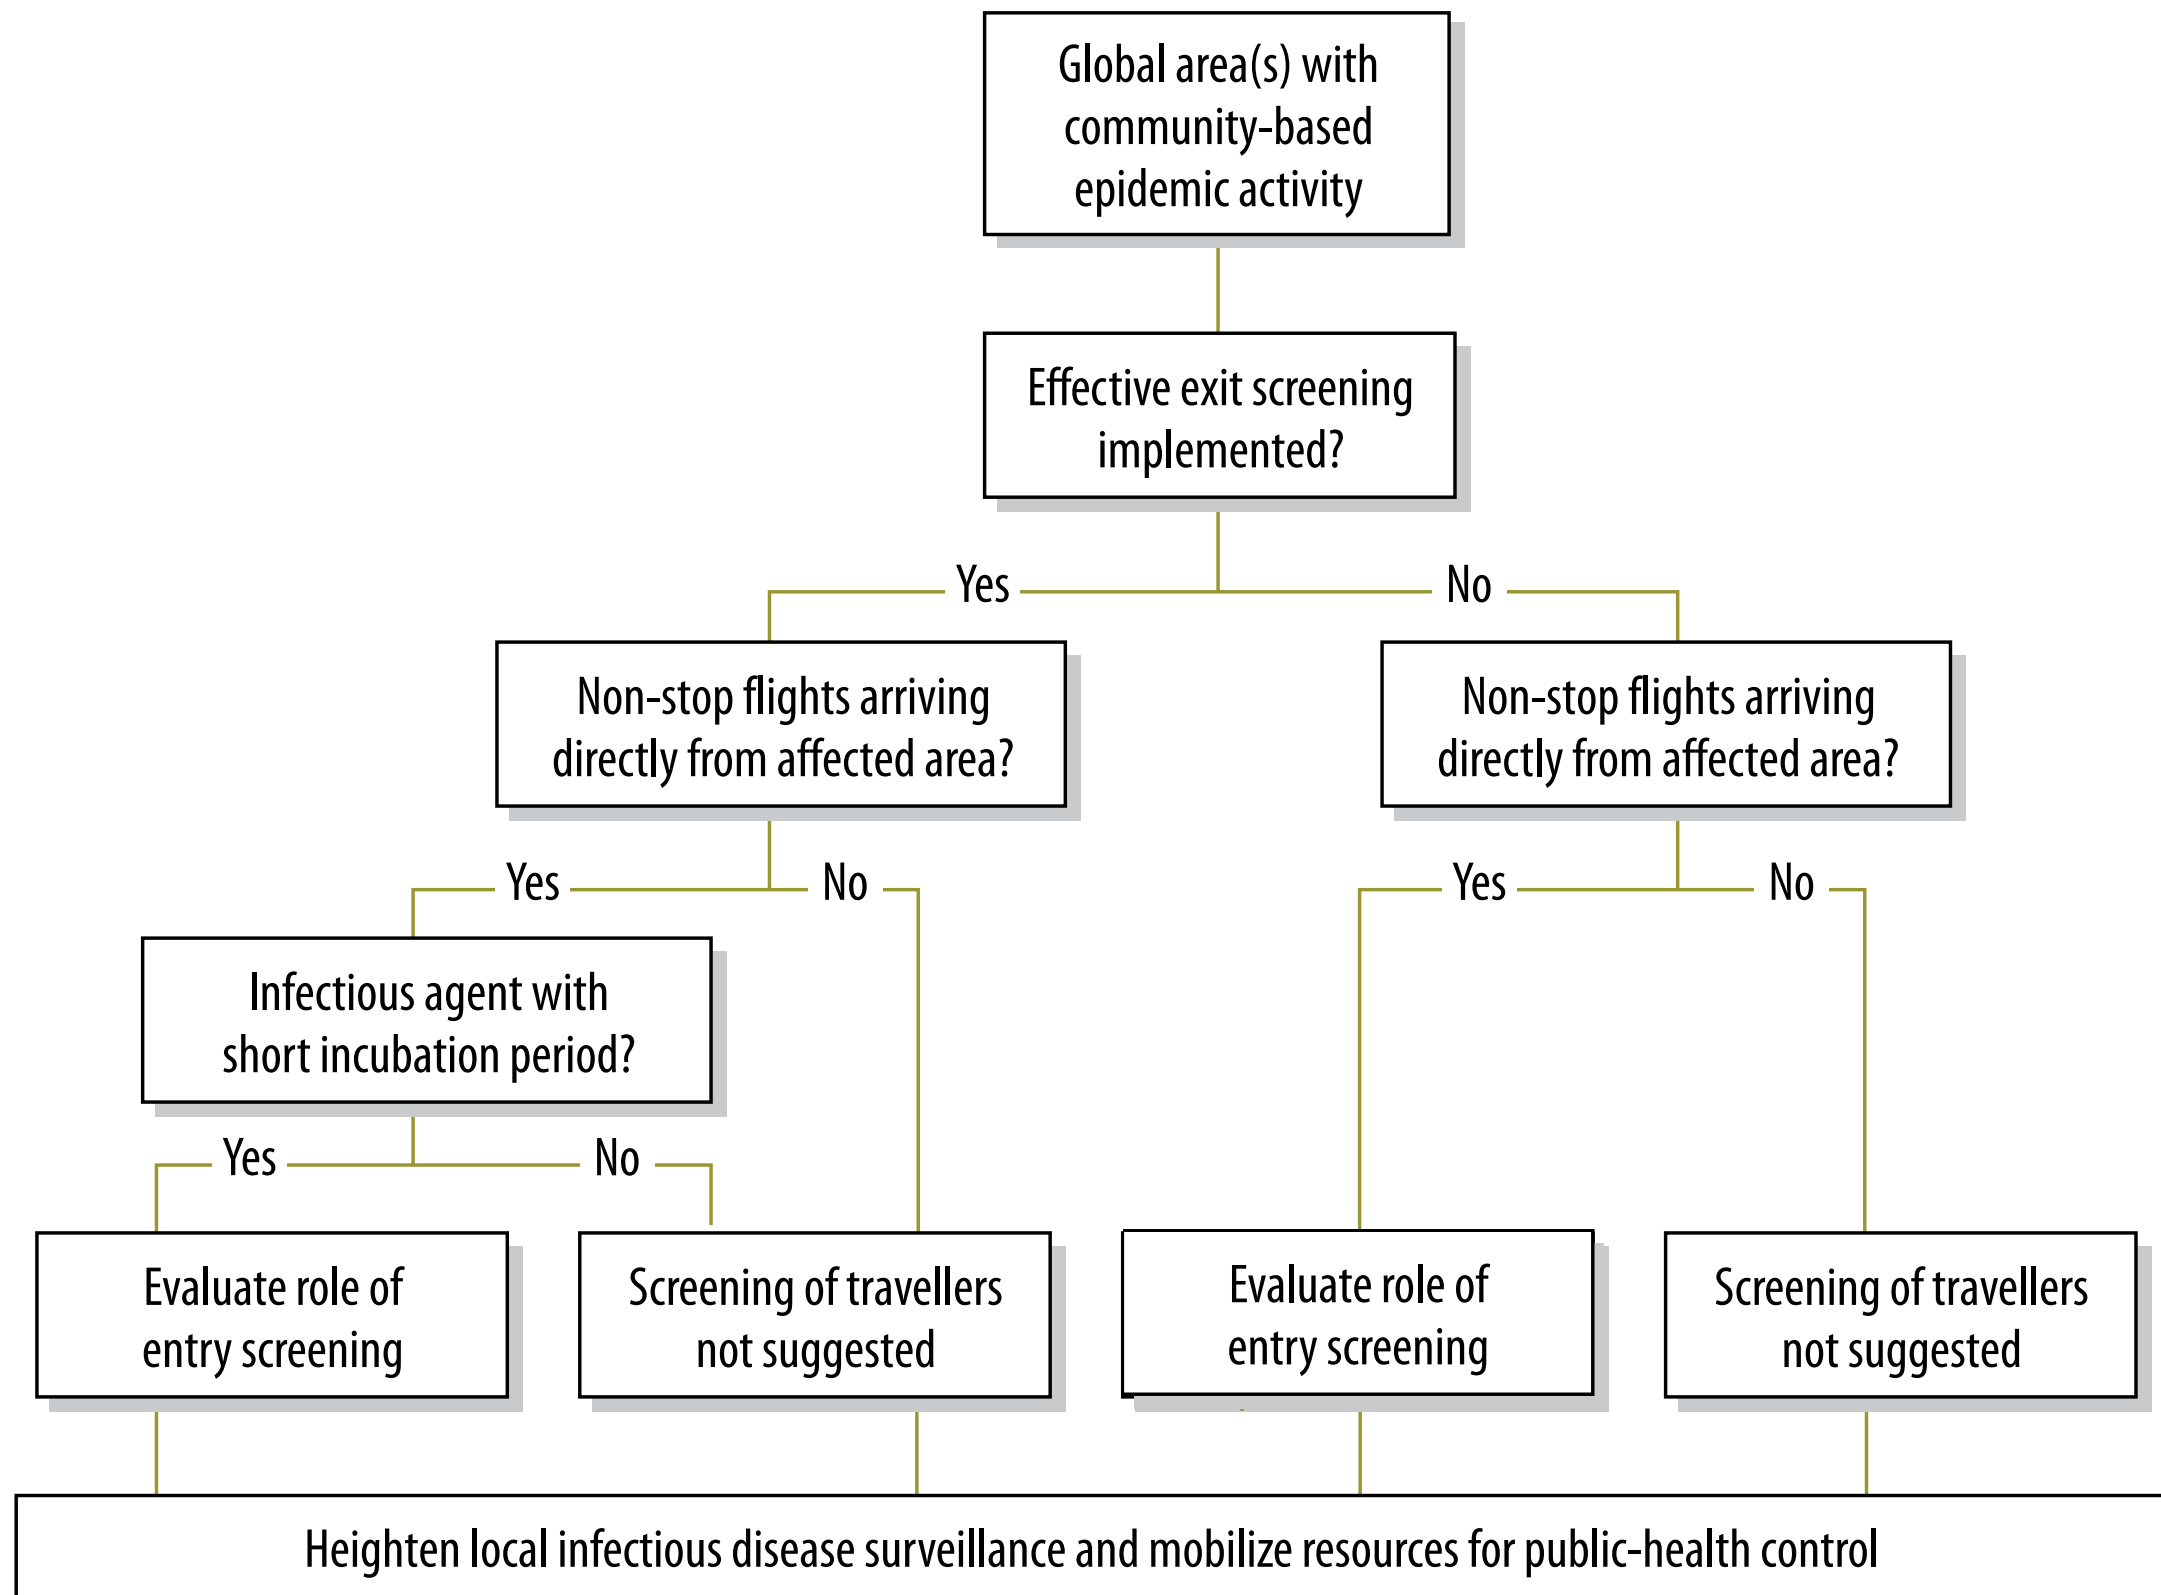 Global area(s) with
community-based
epidemic activity
Effective exit screening
implemented?
Yes
No
Non-stop flights arriving
directly from affected area?
Non-stop flights arriving
directly from affected area?
Yes
No
Yes
No
Infectious agent with
short incubation period?
Yes
No
Evaluate role of
entry screening
Screening of travellers
not suggested
Evaluate role of
entry screening
Screening of travellers
not suggested
Heighten local infectious disease surveillance and mobilize resources for public-health control